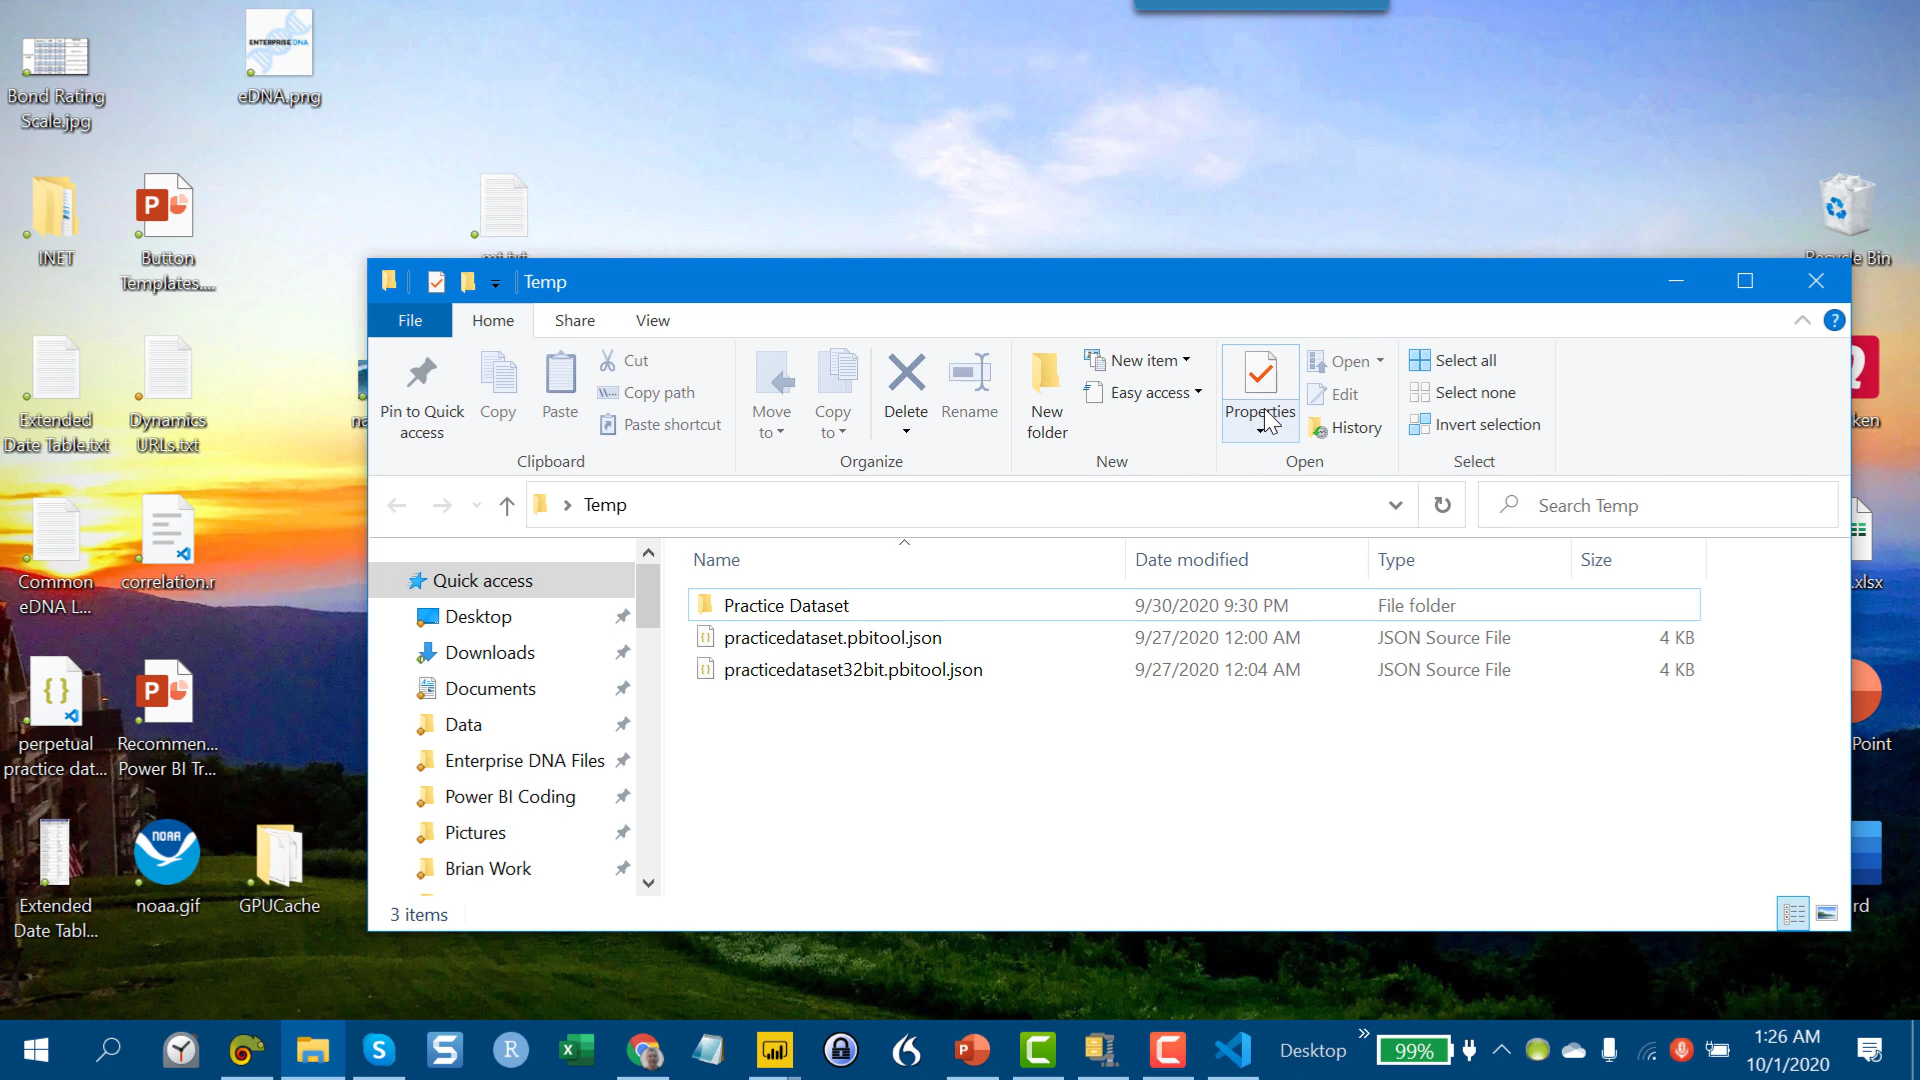 ENTERPRISE DNA
Bond Rating
Scale.jpg
eDNA.png
INET
Button
Templates....
Extended
Date Table.txt
Dynamics
URLs.txt
Common
eDNA L...
correlation.r
perpetual
practice dat...
Recommen...
Power BI Tr...
NOAA
Extended
Date Tabl...
noaa.gif
GPUCache
Temp
File
Home
Share
View
Pin to Quick
access
Copy
Paste
Cut
Copy path
Paste shortcut
Clipboard
Move
to
Copy
to
Delete
Rename
Organize
New
folder
New item
Easy access
New
Properties
Open
Edit
History
Open
Select all
Select none
Invert selection
Select
Temp
Search Temp
Quick access
Desktop
Downloads
Documents
Data
Enterprise DNA Files
Power BI Coding
Pictures
Brian Work
Name Date modified Type Size
Practice Dataset 9/30/2020 9:30 PM File folder
practicedataset.pbitool.json 9/27/2020 12:00 AM JSON Source File 4 KB
practicedataset32bit.pbitool.json 9/27/2020 12:04 AM JSON Source File 4 KB
3 items
.xlsx
Point
rd
Desktop
99%
1:26 AM
10/1/2020